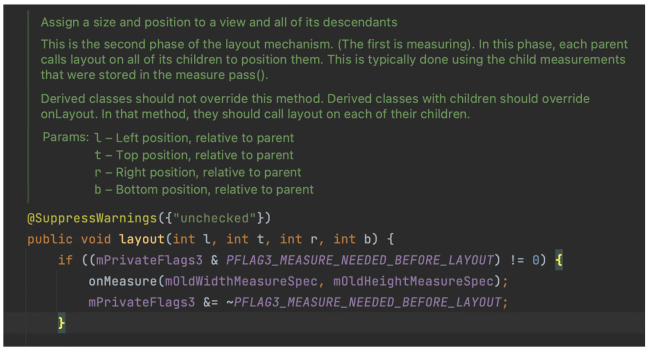 Assign a size and position to a view and all of its descendants
This is the second phase of the layout mechanism. (The first is measuring). In this phase, each parent
calls layout on all of its children to position them. This is typically done using the child measurements
that were stored in the measure pass().
Derived classes should not override this method. Derived classes with children should override
onLayout. In that method, they should call layout on each of their children.
Params: l – Left position, relative to parent
t – Top position, relative to parent
r – Right position, relative to parent
b – Bottom position, relative to parent
@SuppressWarnings({"unchecked"})
public void layout(int l, int t, int r, int b) {
if ((mPrivateFlags3 & PFLAG3_MEASURE_NEEDED_BEFORE_LAYOUT) != 0) {
onMeasure(mOldWidthMeasureSpec, mOldHeightMeasureSpec);
mPrivateFlags3 &= ~PFLAG3_MEASURE_NEEDED_BEFORE_LAYOUT;
}